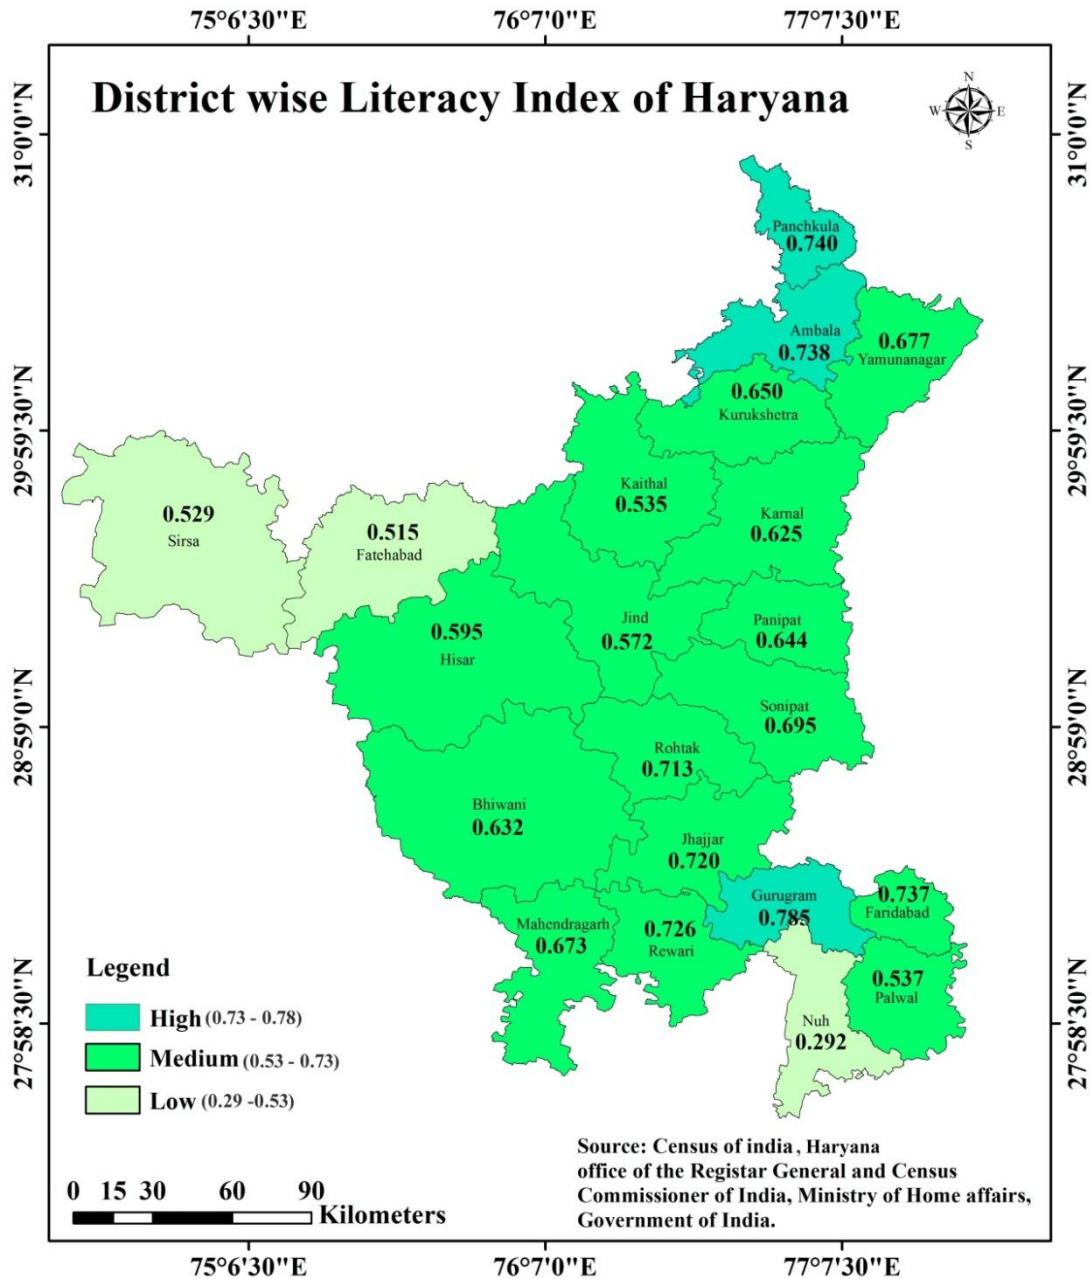 75°6'30"E 76°7'0"E 77°7'30"E
District wise Literacy Index of Haryana
N
W E
S
31°0'0"N 31°0'0"N
Panchkula
0.740
Ambala
0.738
0.677
Yamunanagar
0.650
Kurukshetra
29°59'30"N 29°59'30"N
Kaithal
0.535
0.529
Sirsa
0.515
Fatehabad
Karnal
0.625
0.595
Hisar
Jind
0.572
Panipat
0.644
Sonipat
0.695
28°59'0"N 28°59'0"N
Rohtak
0.713
Bhiwani
0.632
Jhajjar
0.720
Gurugram
0.785
0.737
Faridabad
Mahendragarh
0.673
0.726
Rewari
0.537
Palwal
Nuh
0.292
27°58'30"N 27°58'30"N
Legend
High (0.73 - 0.78)
Medium (0.53 - 0.73)
Low (0.29 -0.53)
Source: Census of india , Haryana
office of the Registar General and Census
Commissioner of India, Ministry of Home affairs,
Government of India.
0 15 30 60 90
Kilometers
75°6'30"E 76°7'0"E 77°7'30"E